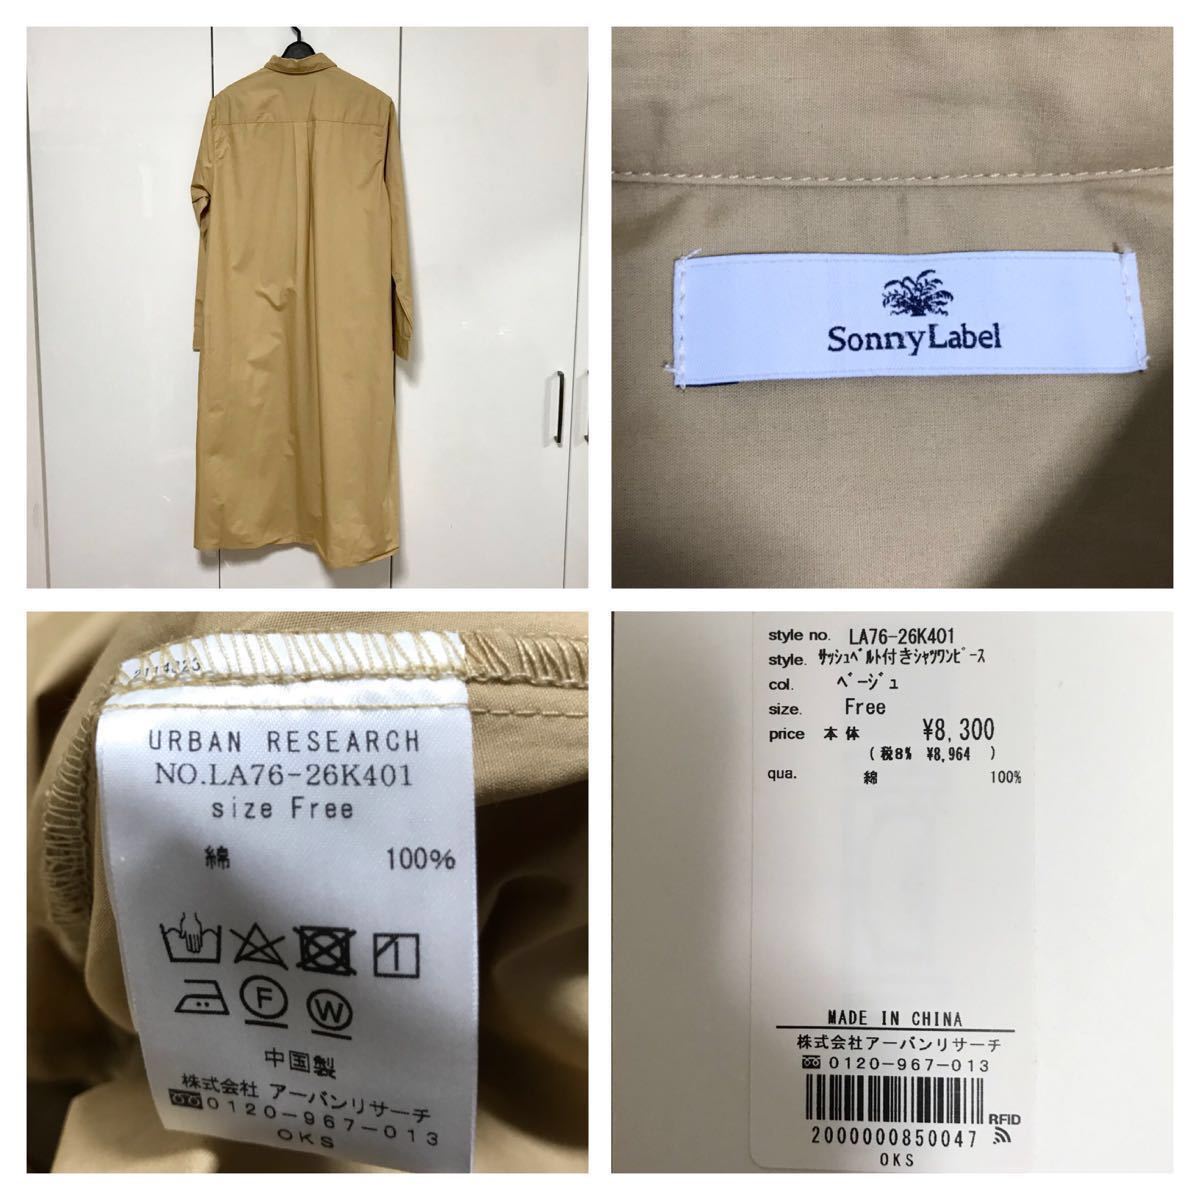 SonnyLabel
URBAN RESEARCH
NO.LA76-26K401
size Free
綿 100%
F W
中国製
株式会社 アーバンリサーチ
0120-967-013
OKS
style no. LA76-26K401
style. ｻｯｼｭﾍﾞﾙﾄ付きｼｬﾂﾜﾝﾋﾟｰｽ
col. ﾍﾞｰｼﾞｭ
size. Free
price 本体 ¥8,300
(税8% ¥8,964 )
qua. 綿 100%
MADE IN CHINA
株式会社アーバンリサーチ
0120-967-013
RFID
2000000850047
OKS